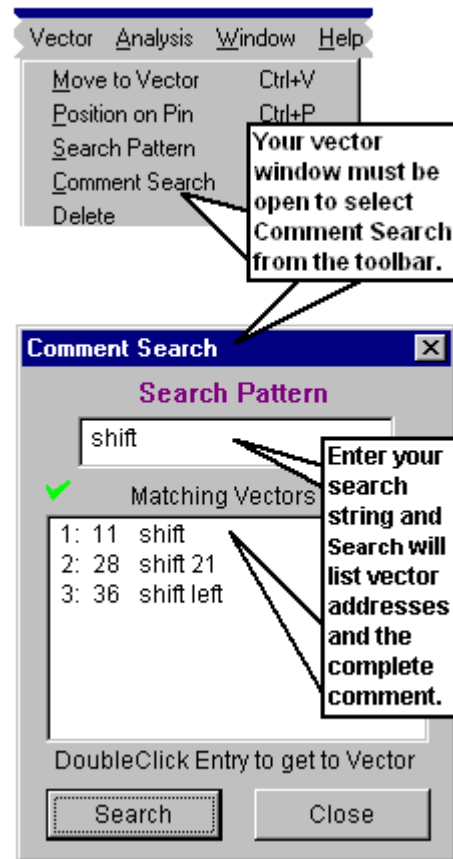 Vector Analysis Window Help
Move to Vector Ctrl+V
Position on Pin Ctrl+P
Search Pattern
Comment Search
Delete
Your vector
window must be
open to select
Comment Search
from the toolbar.
Comment Search
Search Pattern
shift
Matching Vectors
1: 11 shift
2: 28 shift 21
3: 36 shift left
Enter your
search
string and
Search will
list vector
addresses
and the
complete
comment.
DoubleClick Entry to get to Vector
Search Close